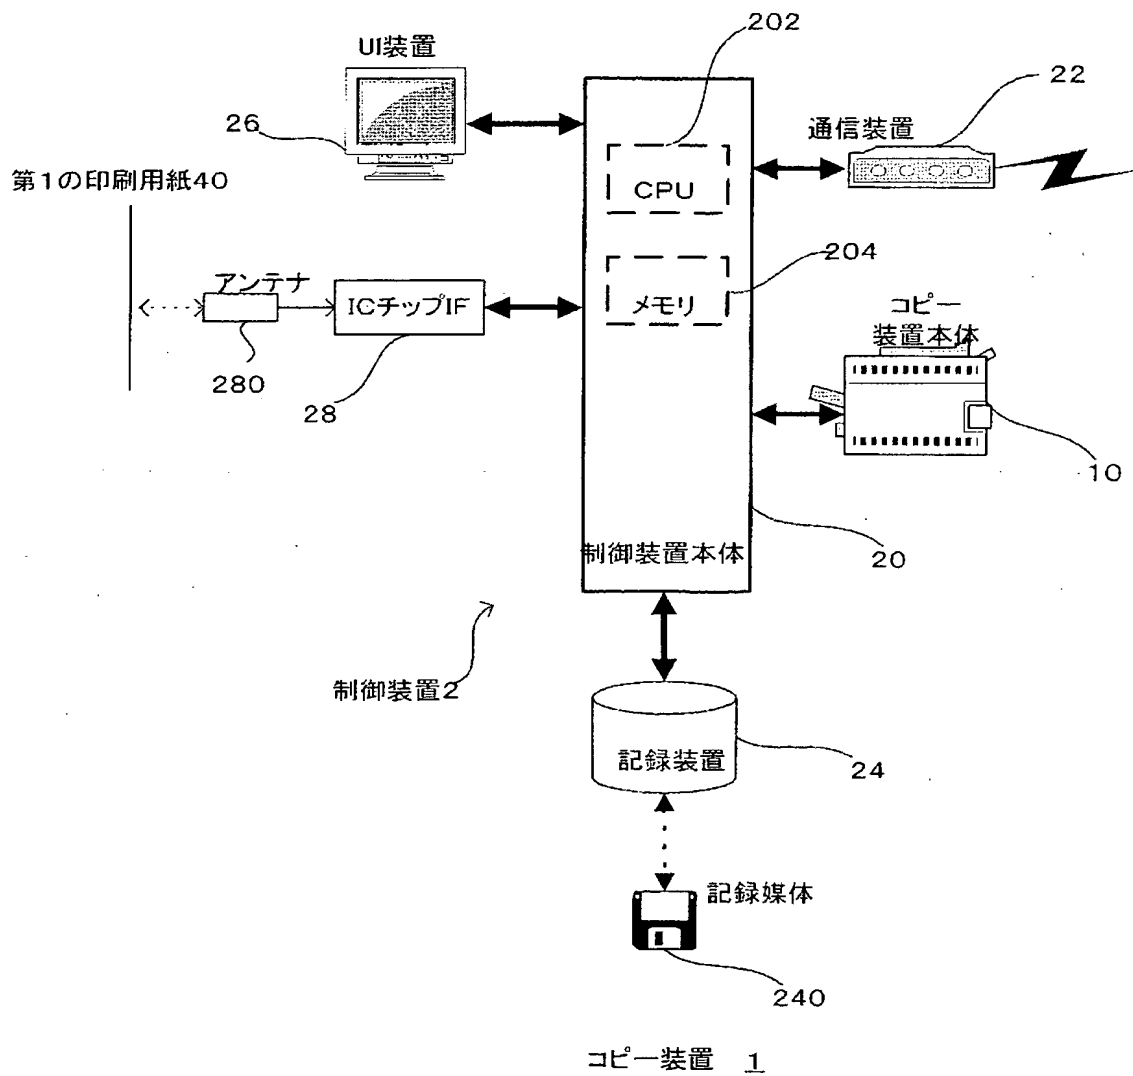 202
UI装置
22
26
通信装置
第1の印刷用紙40
CPU
204
アンテナ
ICチップIF
メモリ
コピー
装置本体
280
28
10
制御装置本体
20
制御装置2
記録装置
24
記録媒体
240
コピー装置 1